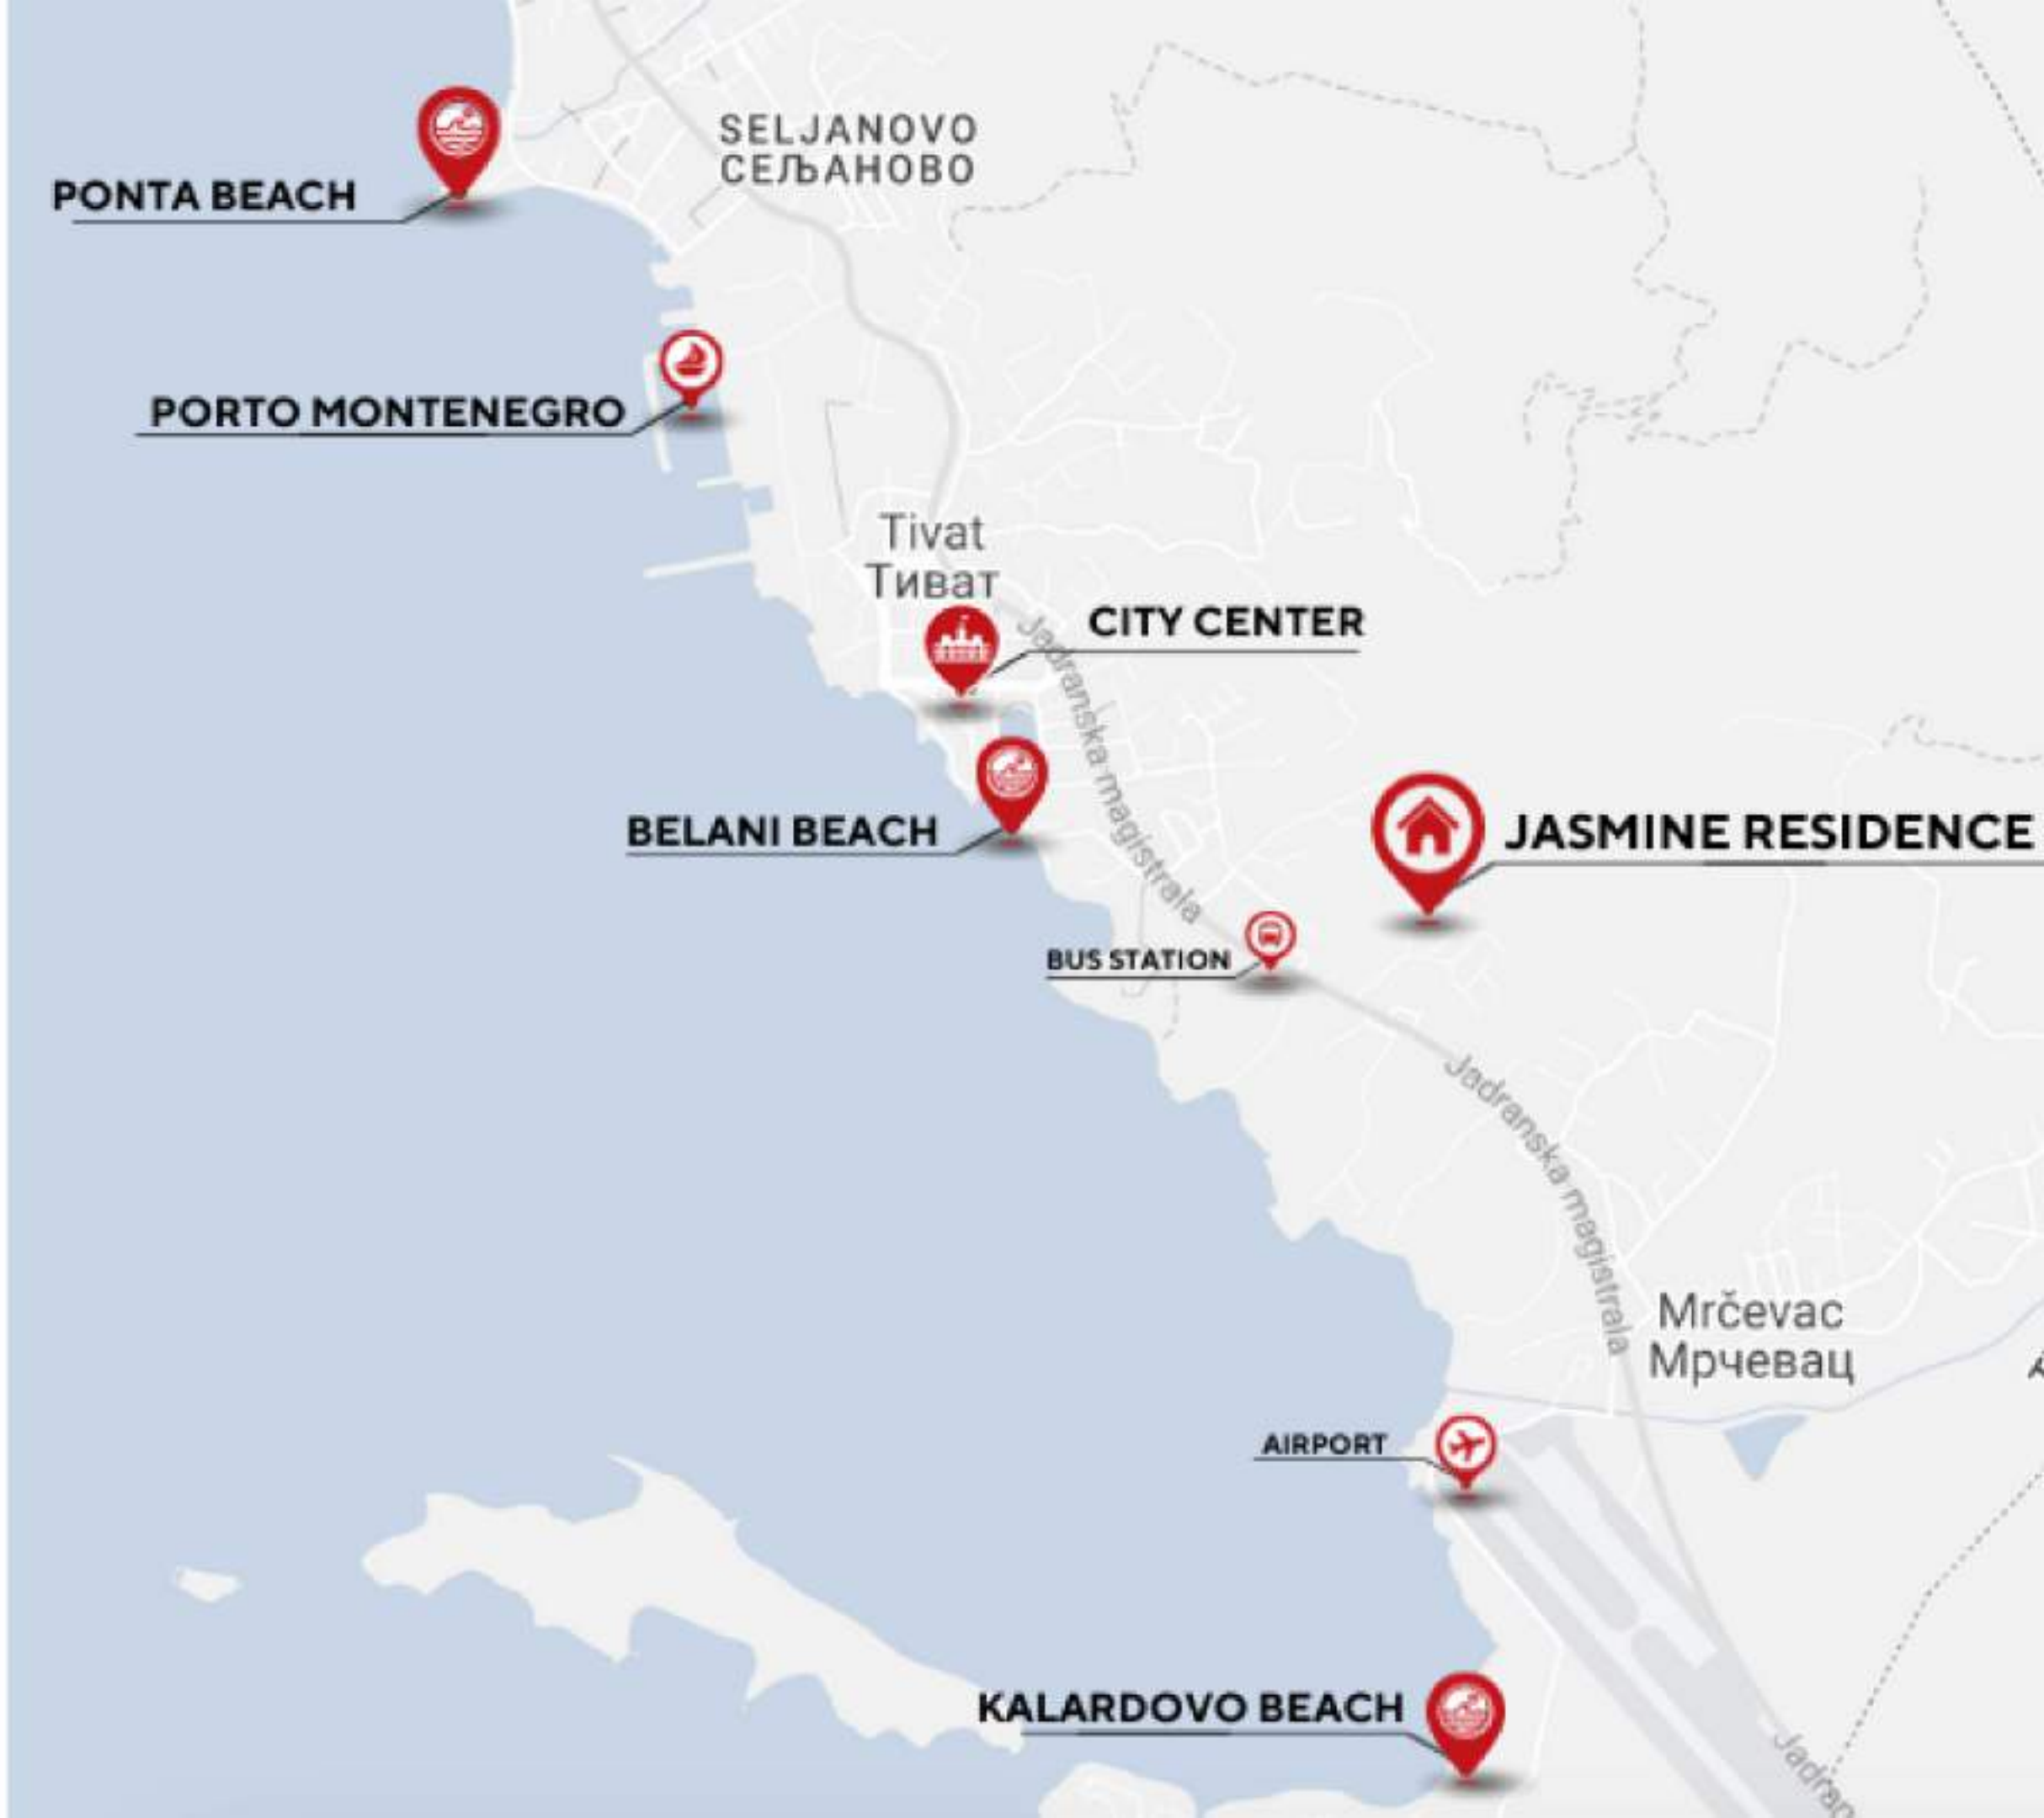 SELJANOVO
СЕЉАНОВО
PONTA BEACH
PORTO MONTENEGRO
Tivat
Тиват
CITY CENTER
Jadranska magistrala
BELANI BEACH
JASMINE RESIDENCE
BUS STATION
Jadranska magistrala
Mrčevac
Мрчевац
AIRPORT
KALARDOVO BEACH
Jadran